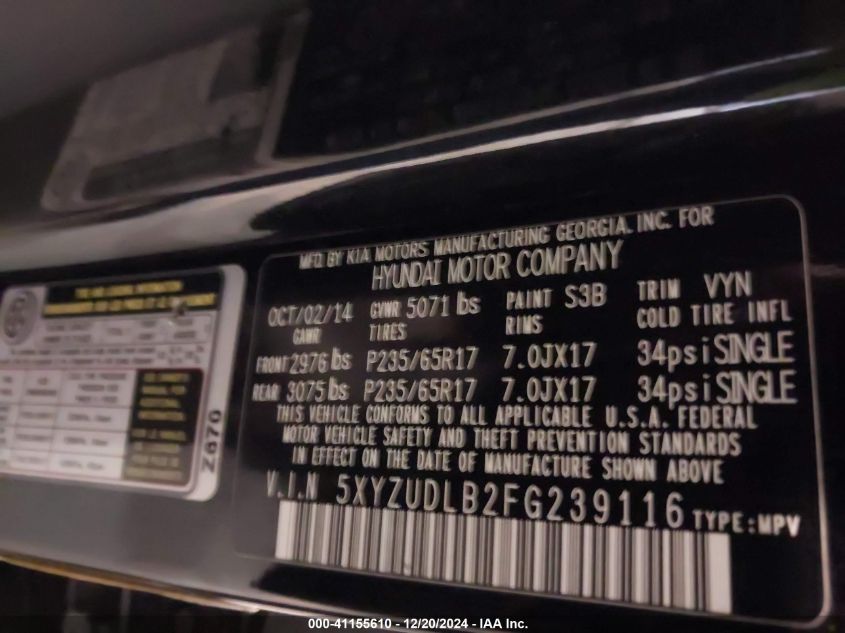 MFD. BY KIA MOTORS MANUFACTURING GEORGIA. INC. FOR
HYUNDAI MOTOR COMPANY
OCT/02/14 GVWR 5071 lbs PAINT S3B TRIM VYN
GAWR TIRES RIMS COLD TIRE INFL
FRONT 2976 lbs P235/65R17 7.0JX17 34psi SINGLE
REAR 3075 lbs P235/65R17 7.0JX17 34psi SINGLE
THIS VEHICLE CONFORMS TO ALL APPLICABLE U.S.A. FEDERAL
MOTOR VEHICLE SAFETY AND THEFT PREVENTION STANDARDS
IN EFFECT ON THE DATE OF MANUFACTURE SHOWN ABOVE
V.I.N 5XYZUDLB2FG239116 TYPE:MPV
Z870
000-41155610 - 12/20/2024 - IAA Inc.